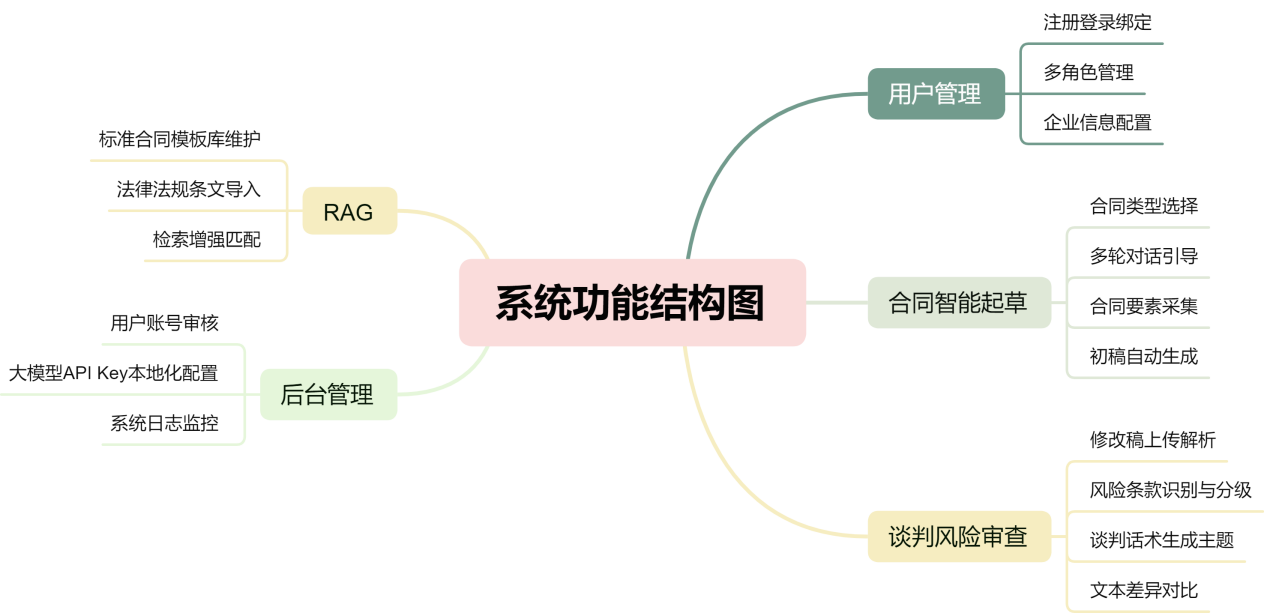 系统功能结构图
用户管理
注册登录绑定
多角色管理
企业信息配置
合同智能起草
合同类型选择
多轮对话引导
合同要素采集
初稿自动生成
谈判风险审查
修改稿上传解析
风险条款识别与分级
谈判话术生成主题
文本差异对比
RAG
标准合同模板库维护
法律法规条文导入
检索增强匹配
后台管理
用户账号审核
大模型API Key本地化配置
系统日志监控